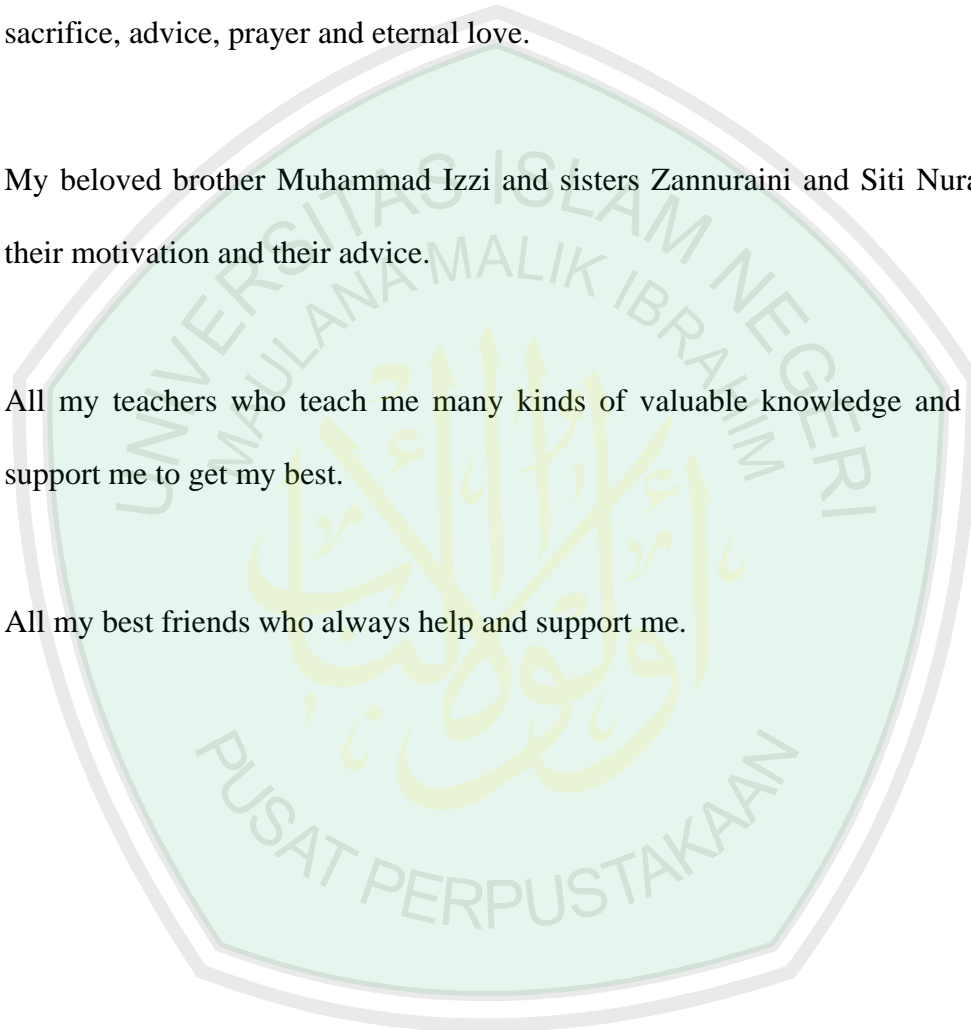 sacrifice, advice, prayer and eternal love.
My beloved brother Muhammad Izzi and sisters Zannuraini and Siti
their motivation and their advice.
All my teachers who teach me many kinds of valuable knowledge and
support me to get my best.
All my best friends who always help and support me.
UNIVERSITAS ISLAM NEGERI
MAULANA MALIK IBRAHIM
PUSAT PERPUSTAKAAN